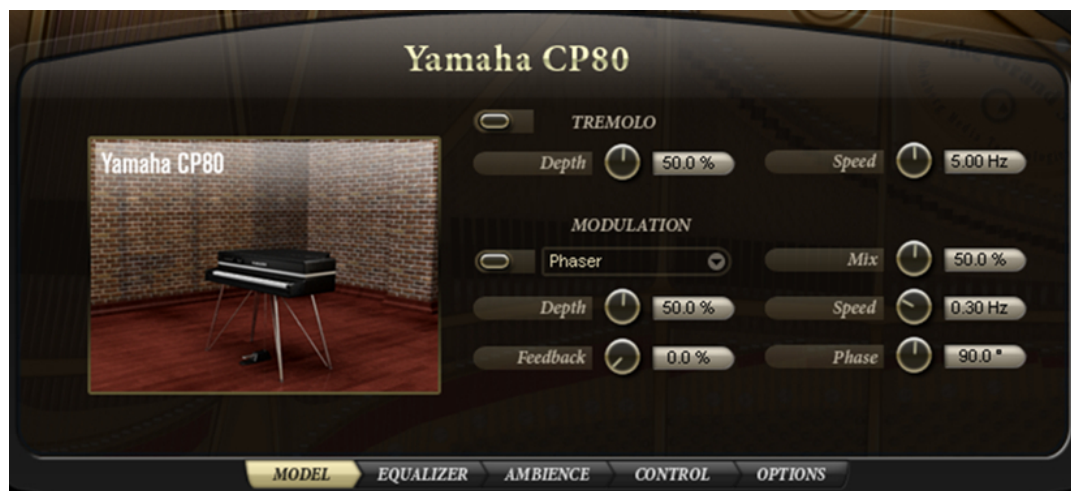 Yamaha CP80
Yamaha CP80
TREMOLO
Depth 50.0 % Speed 5.00 Hz
MODULATION
Phaser Mix 50.0 %
Depth 50.0 % Speed 0.30 Hz
Feedback 0.0 % Phase 90.0 °
MODEL EQUALIZER AMBIENCE CONTROL OPTIONS